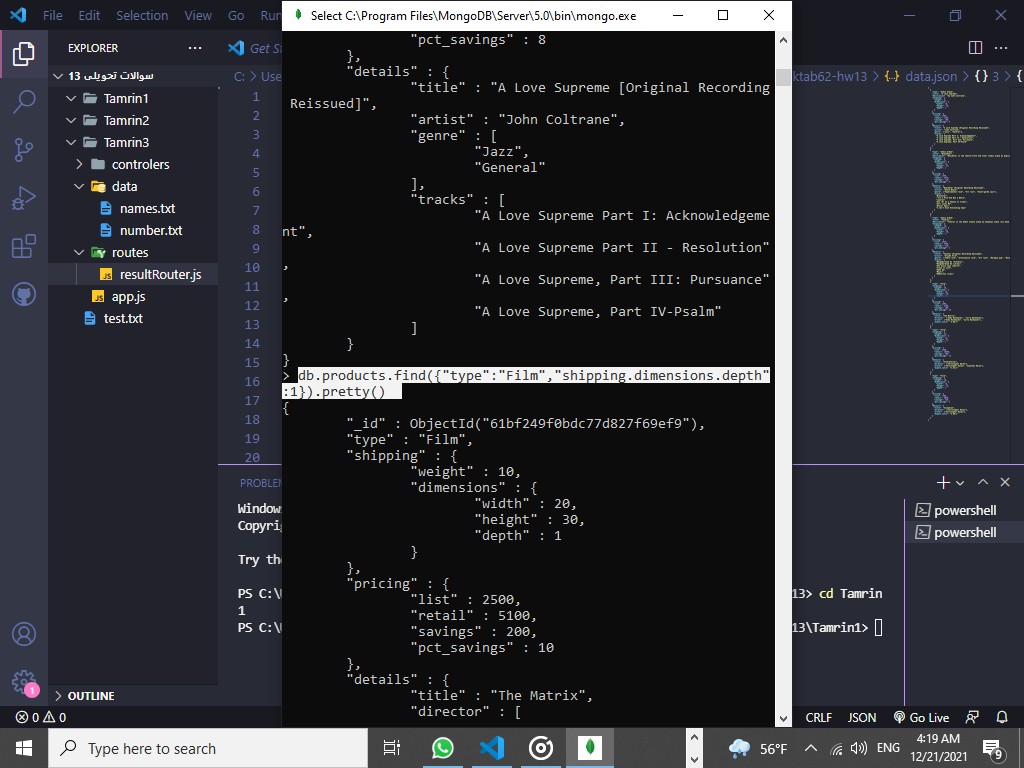 File Edit Selection View Go Run
Select C:\Program Files\MongoDB\Server\5.0\bin\mongo.exe
EXPLORER
13 سوالات تحویلی
Tamrin1
Tamrin2
Tamrin3
controlers
data
names.txt
number.txt
routes
resultRouter.js
app.js
test.txt
OUTLINE
C: > Use
ktab62-hw13 > {..} data.json > {} 3 >
1
2
3
4
5
6
7
8
9
10
11
12
13
14
15
16
17
18
19
20
"pct_savings" : 8
},
"details" : {
"title" : "A Love Supreme [Original Recording
Reissued]",
"artist" : "John Coltrane",
"genre" : [
"Jazz",
"General"
],
"tracks" : [
"A Love Supreme Part I: Acknowledgeme
nt",
"A Love Supreme Part II - Resolution"
,
"A Love Supreme, Part III: Pursuance"
,
"A Love Supreme, Part IV-Psalm"
]
}
}
> db.products.find({"type":"Film","shipping.dimensions.depth"
:1}).pretty()
{
"_id" : ObjectId("61bf249f0bdc77d827f69ef9"),
"type" : "Film",
"shipping" : {
"weight" : 10,
"dimensions" : {
"width" : 20,
"height" : 30,
"depth" : 1
}
},
"pricing" : {
"list" : 2500,
"retail" : 5100,
"savings" : 200,
"pct_savings" : 10
},
"details" : {
"title" : "The Matrix",
"director" : [
PROBLEM
Window
Copyri
Try th
PS C:\
13> cd Tamrin
1
PS C:\
13\Tamrin1>
powershell
powershell
1
0 0
CRLF JSON Go Live
Type here to search
56°F
ENG
4:19 AM
12/21/2021
9